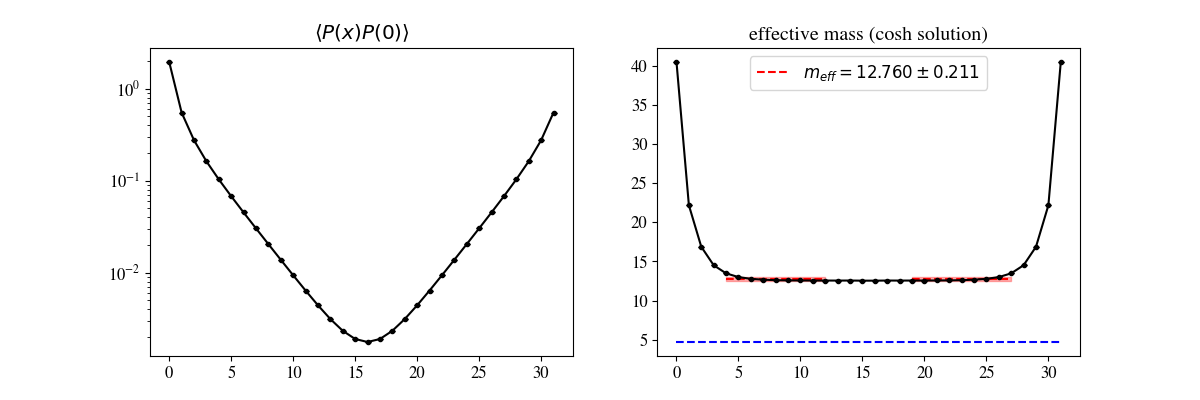 ⟨P(x)P(0)⟩
10⁰
10⁻¹
10⁻²
0 5 10 15 20 25 30
effective mass (cosh solution)
m_eff = 12.760 ± 0.211
40
35
30
25
20
15
10
5
0 5 10 15 20 25 30